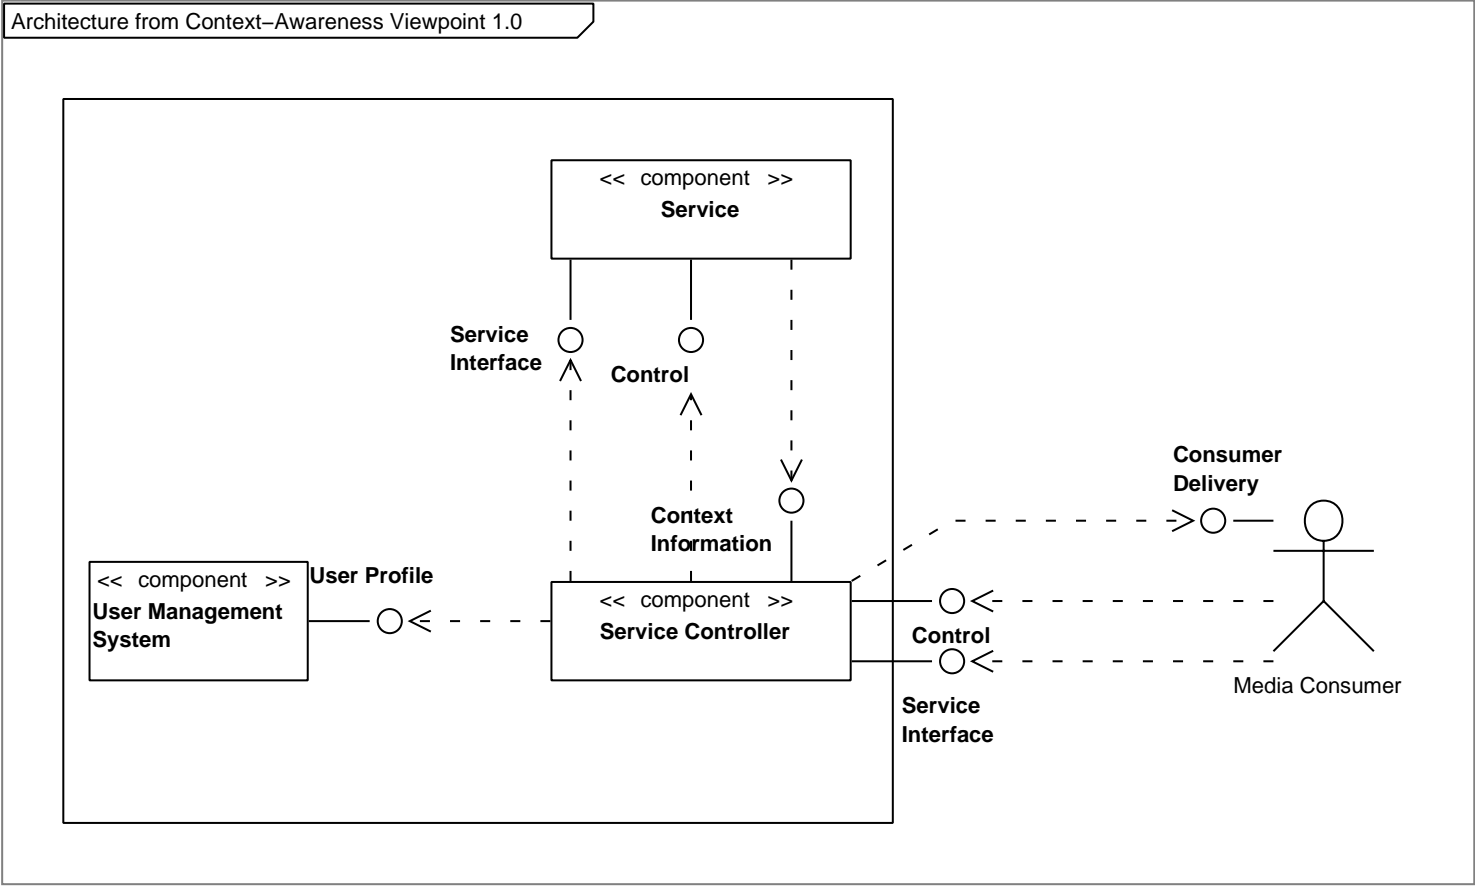 Architecture from Context–Awareness Viewpoint 1.0
<< component >>
Service
Service
Interface
Control
Consumer
Delivery
Context
Information
<< component >>
User Management
System
User Profile
<< component >>
Service Controller
Control
Service
Interface
Media Consumer